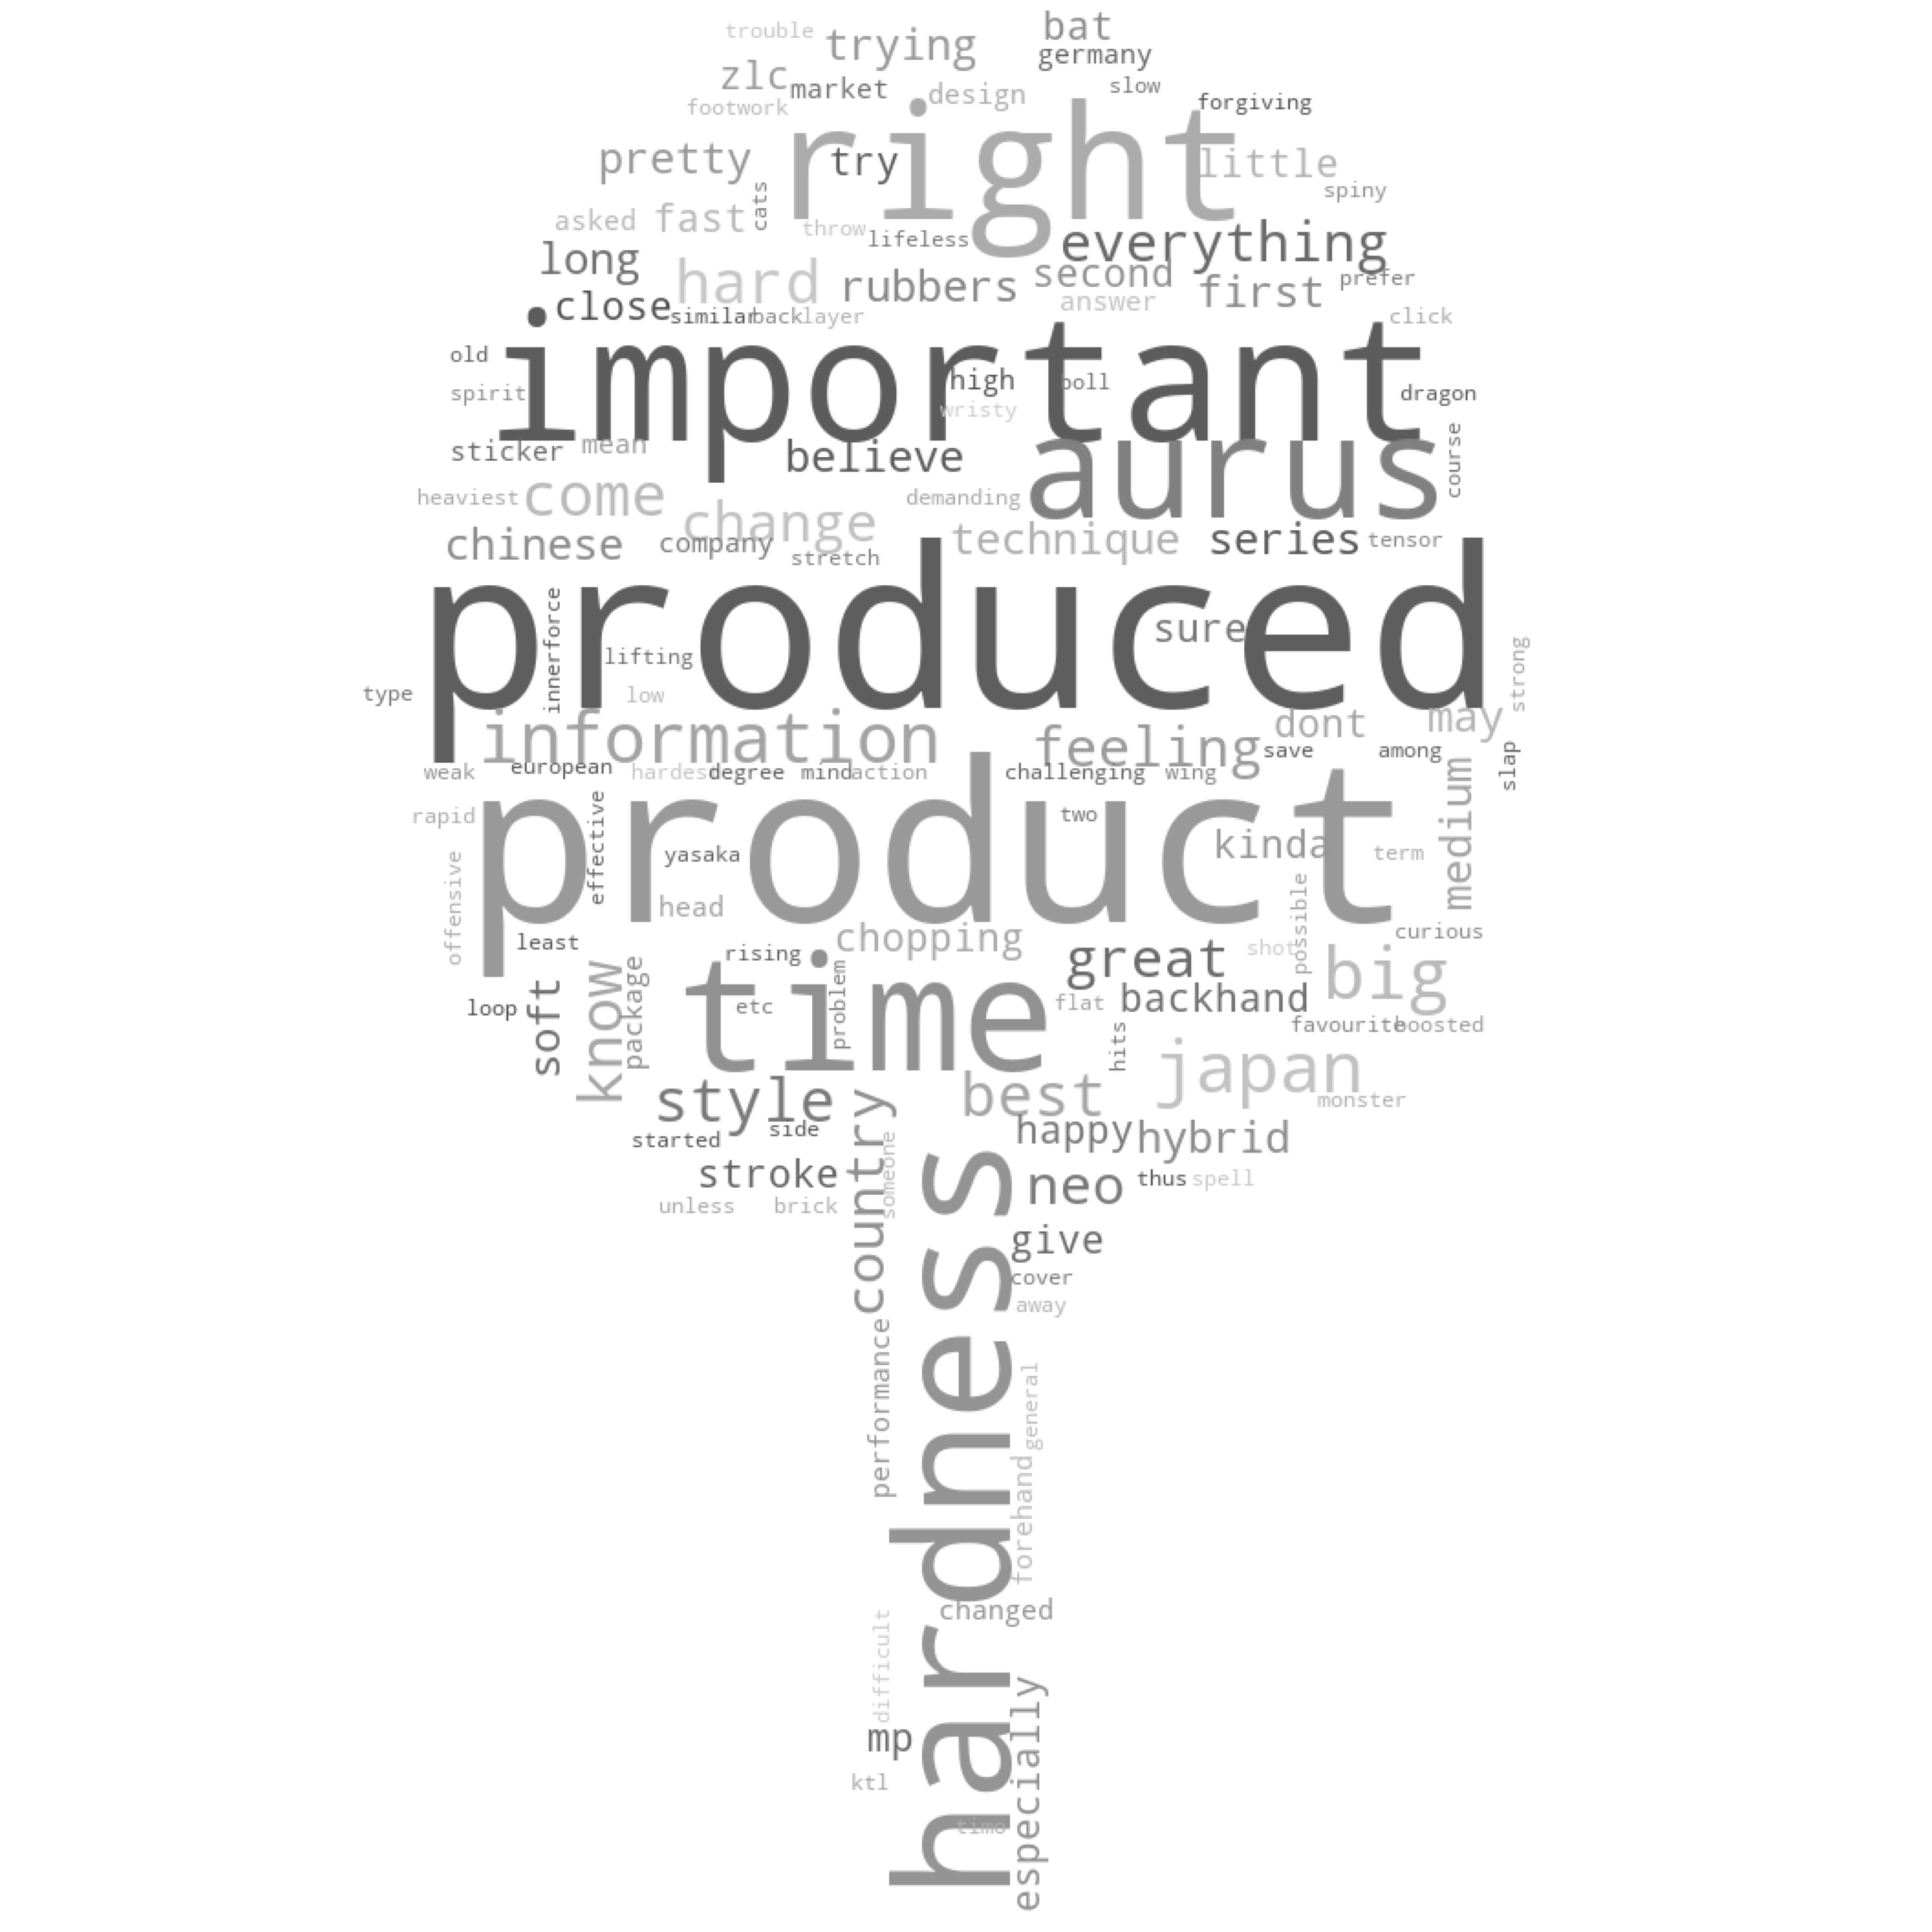 trouble
trying
bat
germany
zlc
market
design
slow
footwork
forgiving
right
pretty
try
little
cats
spiny
asked
fast
throw
lifeless
everything
long
hard
rubbers
second
first
prefer
close
answer
similar
back
layer
click
important
old
high
boll
spirit
wristy
dragon
sticker
mean
believe
aurus
course
heaviest
come
change
demanding
chinese
company
stretch
technique
series
tensor
produced
innerforce
sure
lifting
type
low
strong
information
feeling
dont
may
save
among
slap
weak
european
degree
mind
action
challenging
wing
product
medium
rapid
effective
two
yasaka
kinda
term
offensive
head
possible
least
rising
chopping
great
shot
curious
big
soft
know
package
time
loop
etc
problem
flat
backhand
favourite
boosted
hits
japan
style
country
best
monster
started
side
someone
happy
hybrid
stroke
hardness
neo
thus
spell
unless
brick
give
cover
away
performance
general
forehand
changed
difficult
mp
especially
ktl
timo